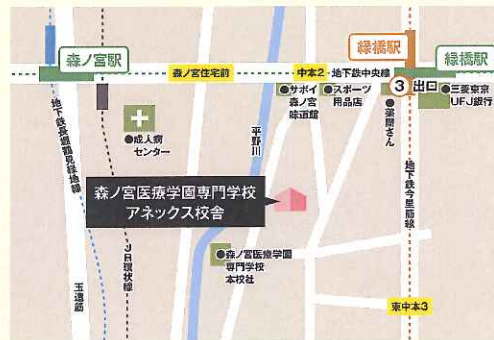 緑橋駅
森ノ宮駅
緑橋駅
森ノ宮住宅前
中本2
・地下鉄中央線
3
出口
●サボイ
森ノ宮
味道館
●スポーツ
用品店
●薬屋さん
●三菱東京
UFJ銀行
地下鉄長堀鶴見緑地線
●成人病
センター
平野川
地下鉄今里筋線
森ノ宮医療学園専門学校
アネックス校舎
JR環状線
●森ノ宮医療学園
専門学校
本校社
玉造筋
東中本3